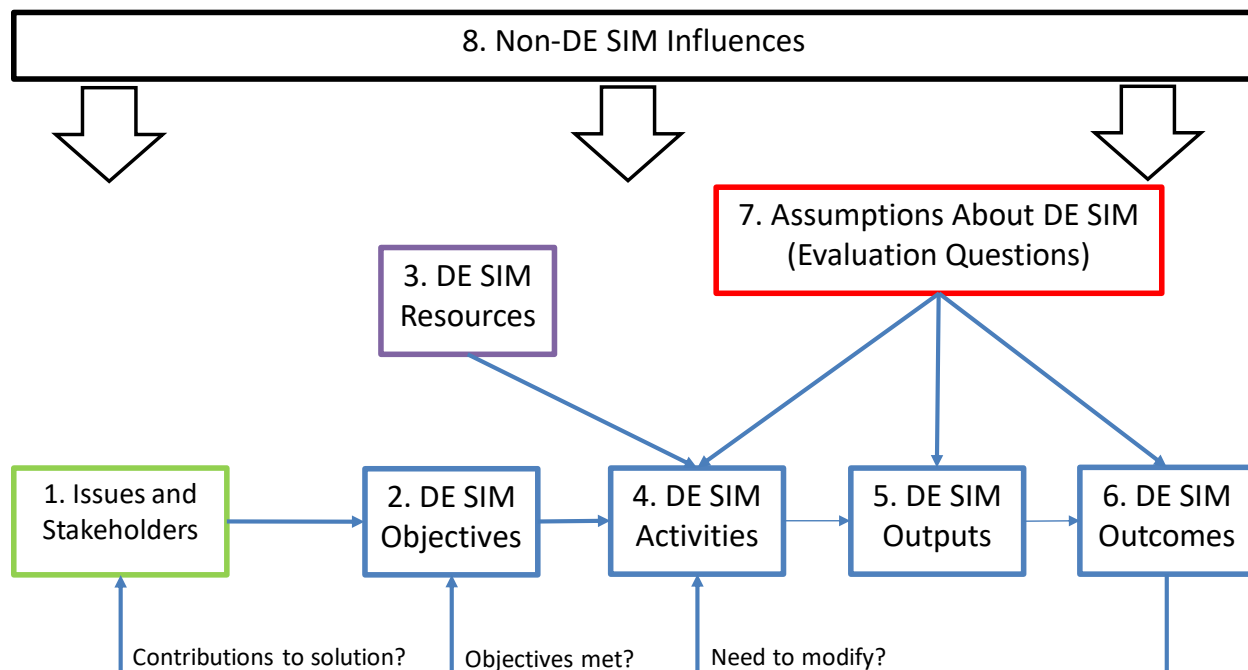 8. Non-DE SIM Influences
7. Assumptions About DE SIM
(Evaluation Questions)
3. DE SIM
Resources
1. Issues and
Stakeholders
2. DE SIM
Objectives
4. DE SIM
Activities
5. DE SIM
Outputs
6. DE SIM
Outcomes
Contributions to solution?
Objectives met?
Need to modify?